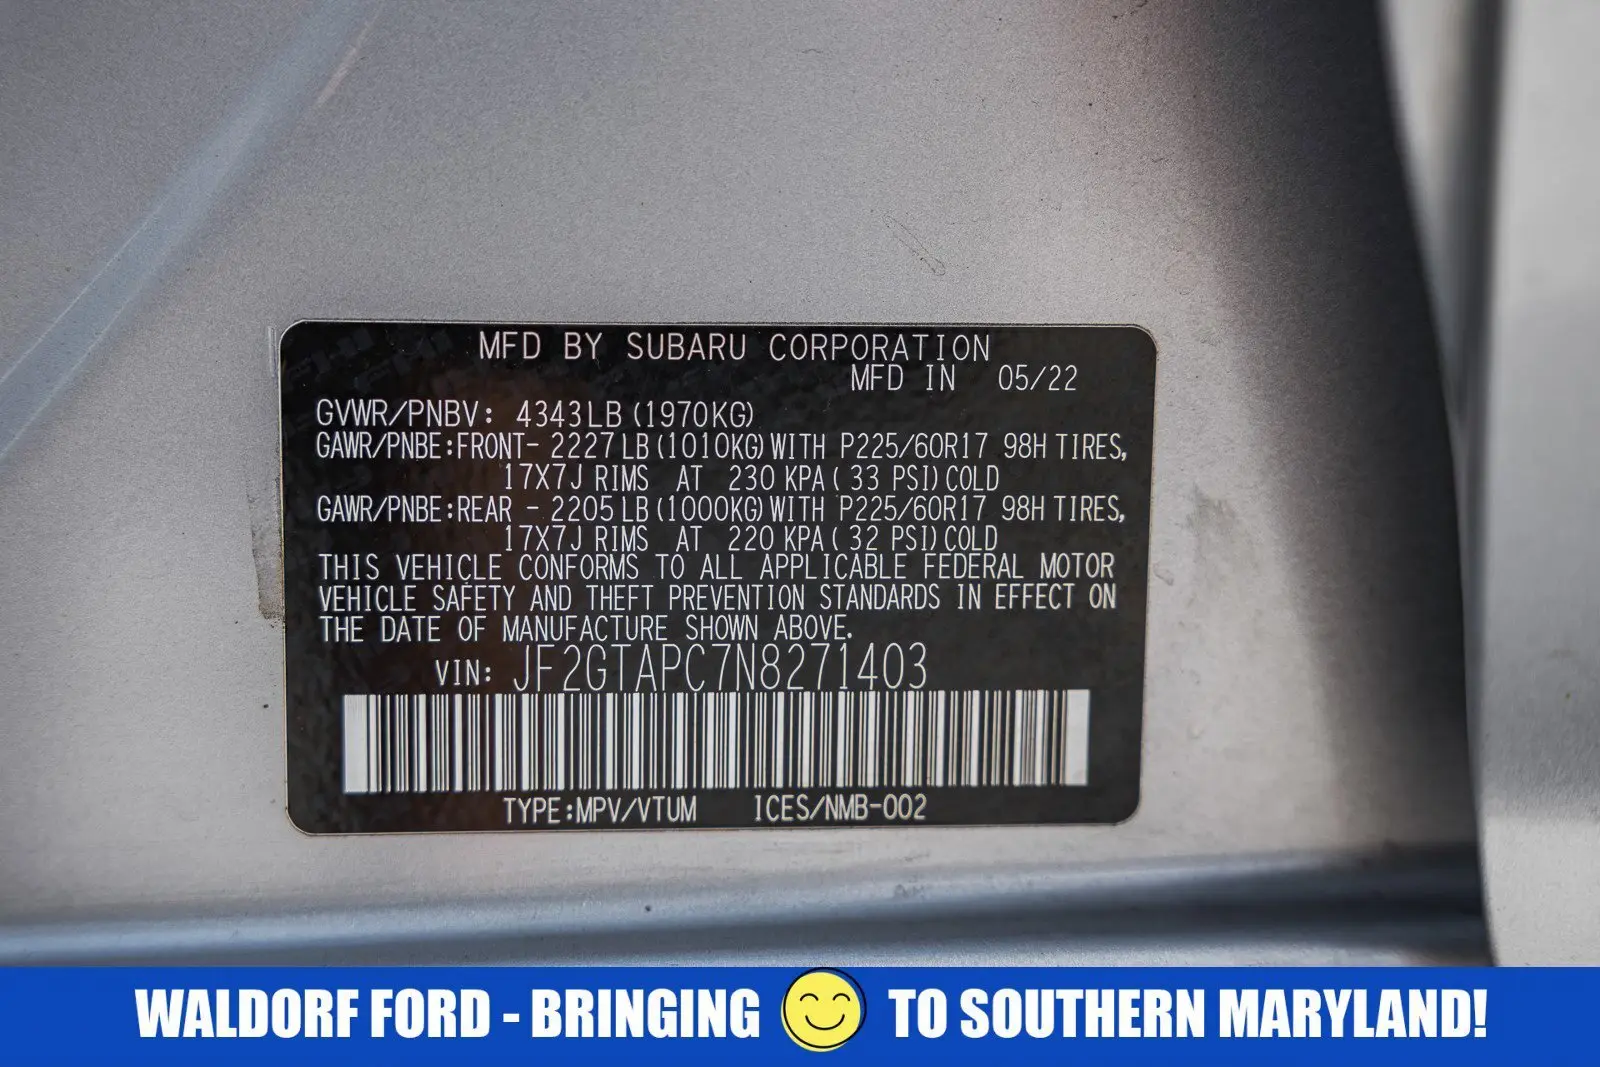 MFD BY SUBARU CORPORATION
MFD IN 05/22
GVWR/PNBV: 4343LB(1970KG)
GAWR/PNBE:FRONT- 2227LB(1010KG)WITH P225/60R17 98H TIRES,
17X7J RIMS AT 230 KPA( 33 PSI)COLD
GAWR/PNBE:REAR - 2205LB(1000KG)WITH P225/60R17 98H TIRES,
17X7J RIMS AT 220 KPA( 32 PSI)COLD
THIS VEHICLE CONFORMS TO ALL APPLICABLE FEDERAL MOTOR
VEHICLE SAFETY AND THEFT PREVENTION STANDARDS IN EFFECT ON
THE DATE OF MANUFACTURE SHOWN ABOVE.
VIN: JF2GTAPC7N8271403
TYPE:MPV/VTUM ICES/NMB-002
WALDORF FORD - BRINGING TO SOUTHERN MARYLAND!